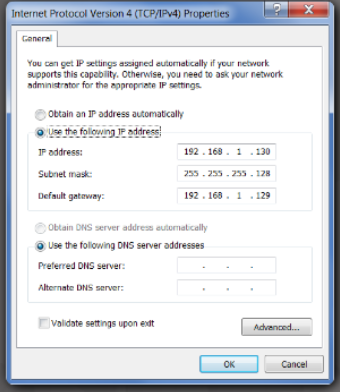 Internet Protocol Version 4 (TCP/IPv4) Properties
General
You can get IP settings assigned automatically if your network
supports this capability. Otherwise, you need to ask your network
administrator for the appropriate IP settings.
Obtain an IP address automatically
Use the following IP address:
IP address: 192 . 168 . 1 . 130
Subnet mask: 255 . 255 . 255 . 128
Default gateway: 192 . 168 . 1 . 129
Obtain DNS server address automatically
Use the following DNS server addresses
Preferred DNS server: . . .
Alternate DNS server: . . .
Validate settings upon exit
Advanced...
OK Cancel